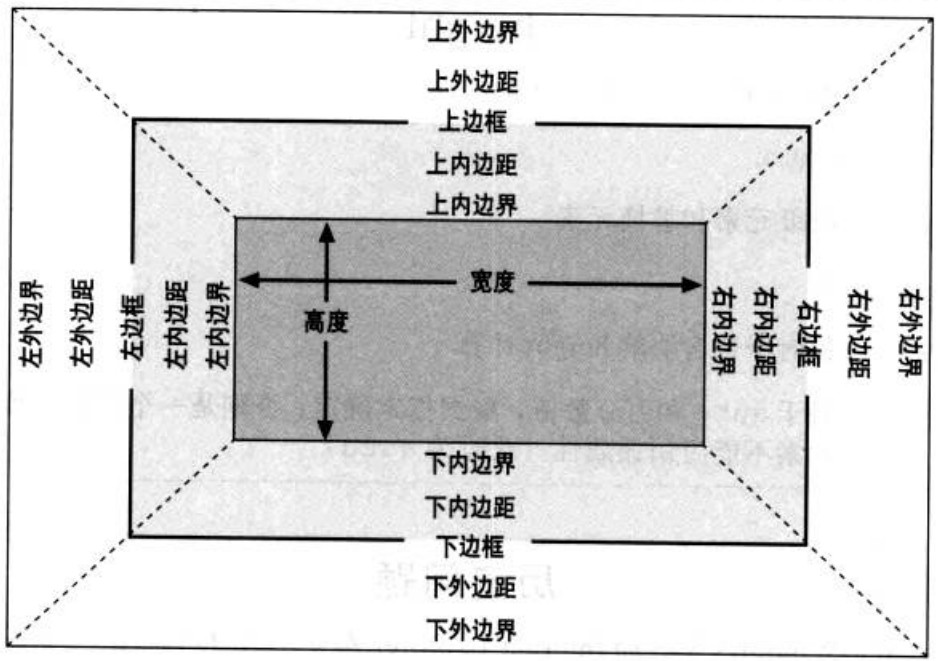 上外边界
上外边距
上边框
上内边距
上内边界
宽度
高度
左外边界
左外边距
左边框
左内边距
左内边界
右内边界
右内边距
右边框
右外边距
右外边界
下内边界
下内边距
下边框
下外边距
下外边界